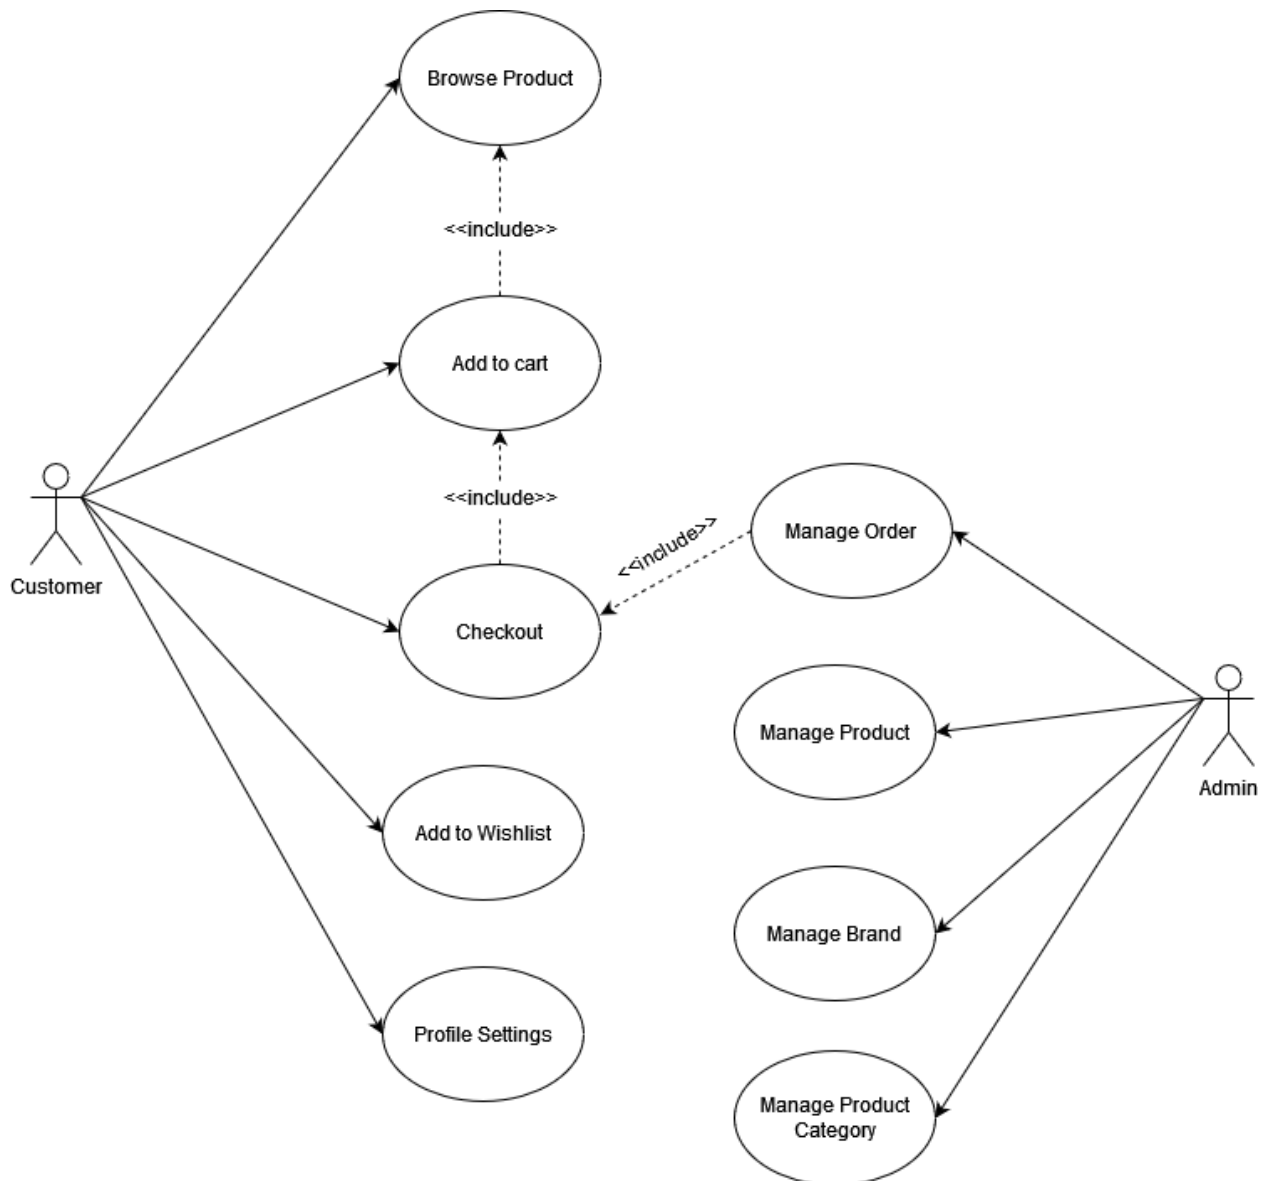 Browse Product
<<include>>
Add to cart
<<include>>
Customer
Checkout
<<include>>
Manage Order
Manage Product
Admin
Add to Wishlist
Manage Brand
Profile Settings
Manage Product
Category